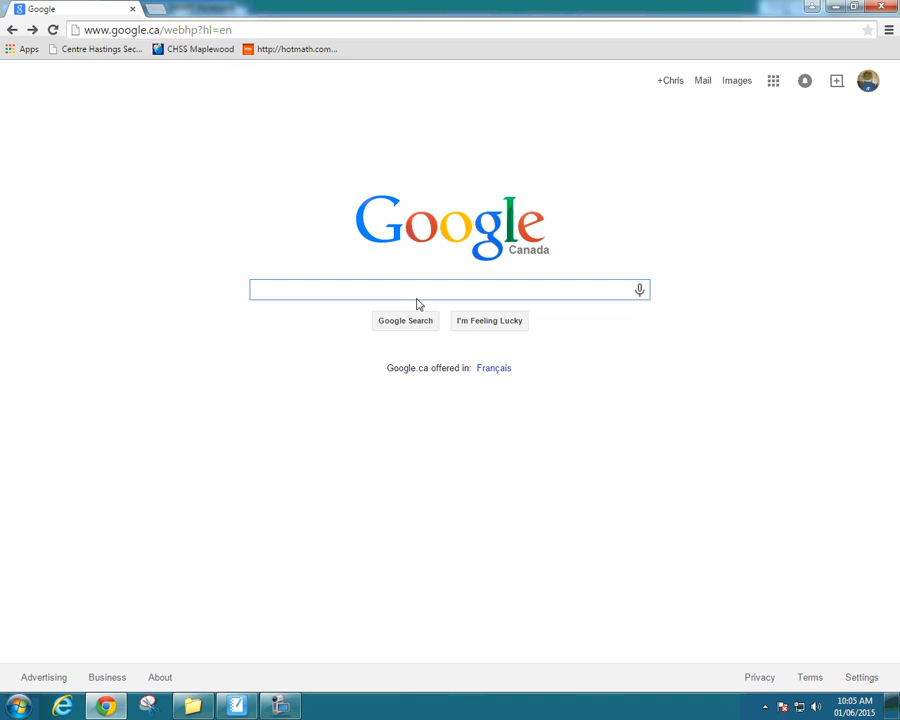 Google
www.google.ca/webhp?hl=en
Apps Centre Hastings Sec... CHSS Maplewood http://hotmath.com...
+Chris Mail Images
Google
Canada
Google Search I'm Feeling Lucky
Google.ca offered in: Français
Advertising Business About Privacy Terms Settings
10:05 AM
01/06/2015